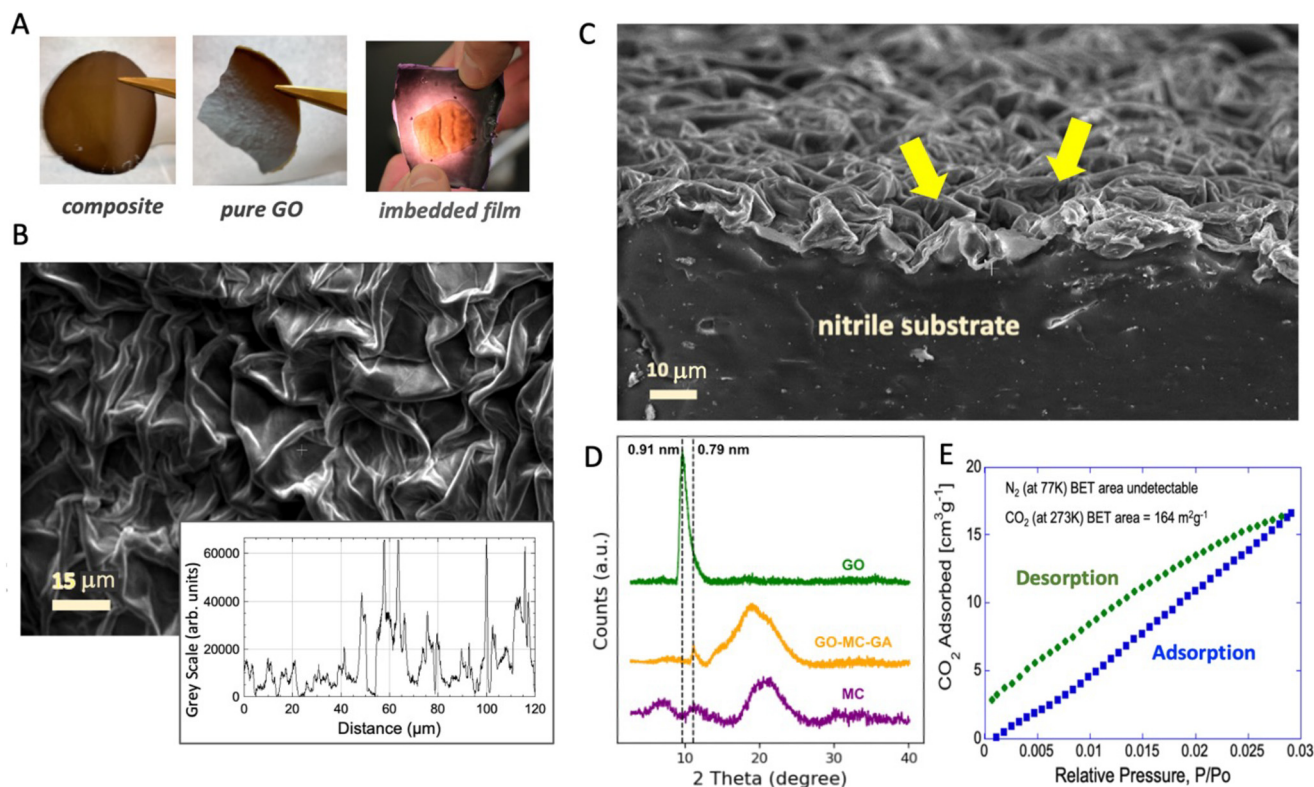 A
composite
pure GO
imbedded film
B
15 μm
60000
40000
20000
0
Grey Scale (arb. units)
0 20 40 60 80 100 120
Distance (μm)
C
nitrile substrate
10 μm
D
0.91 nm
0.79 nm
GO
GO-MC-GA
MC
Counts (a.u.)
10 20 30 40
2 Theta (degree)
E
20
15
10
5
0
CO₂ Adsorbed [cm³g⁻¹]
N₂ (at 77K) BET area undetectable
CO₂ (at 273K) BET area = 164 m²g⁻¹
Desorption
Adsorption
0 0.005 0.01 0.015 0.02 0.025 0.03
Relative Pressure, P/Po